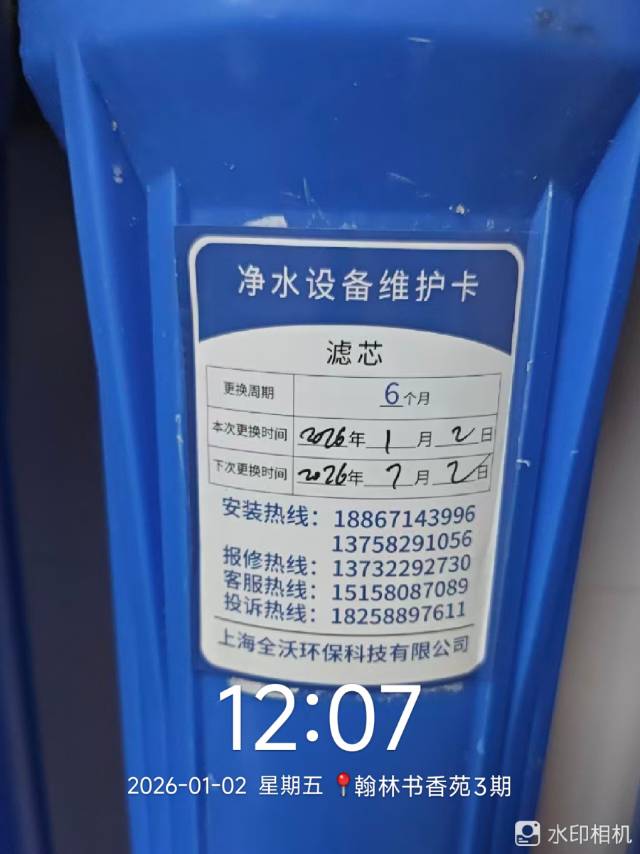 净水设备维护卡
滤芯
更换周期 6个月
本次更换时间 2026年 1 月 2 日
下次更换时间 2026年 7 月 2 日
安装热线：18867143996
13758291056
报修热线：13732292730
客服热线：15158087089
投诉热线：18258897611
上海全沃环保科技有限公司
12:07
2026-01-02 星期五 📍翰林书香苑3期
水印相机